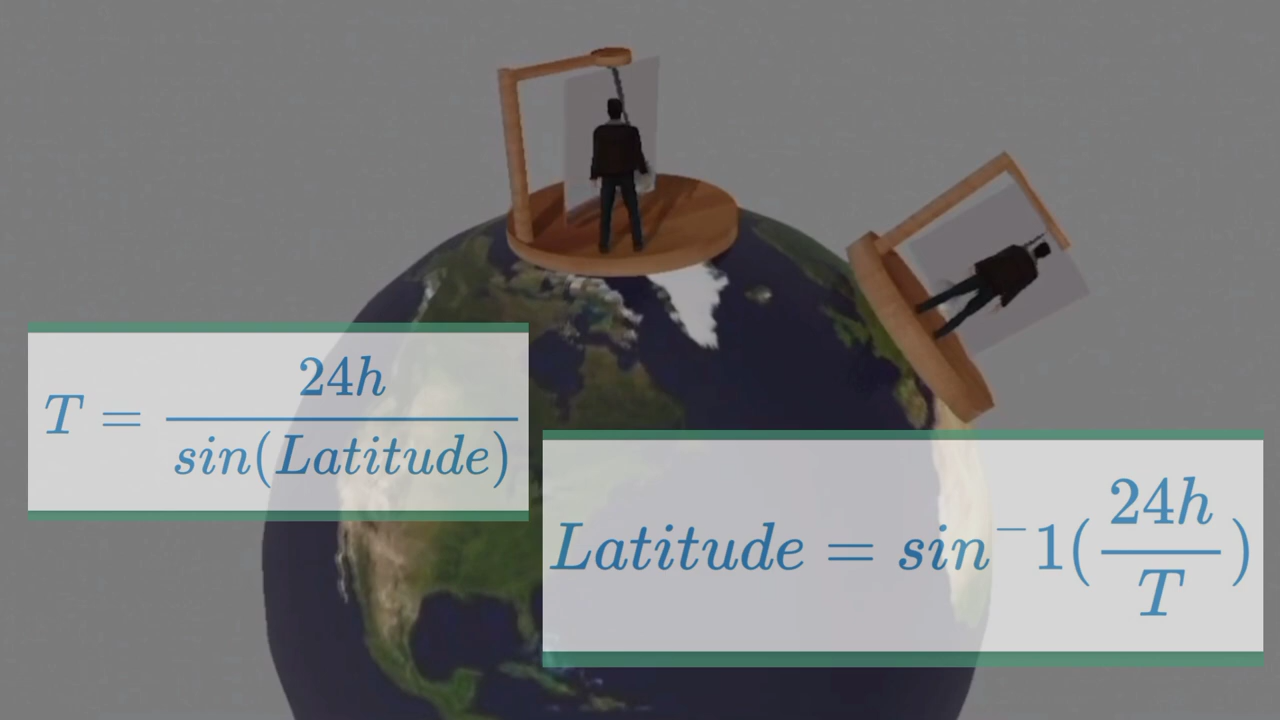 T = 24h / sin(Latitude)
Latitude = sin⁻1(24h / T)